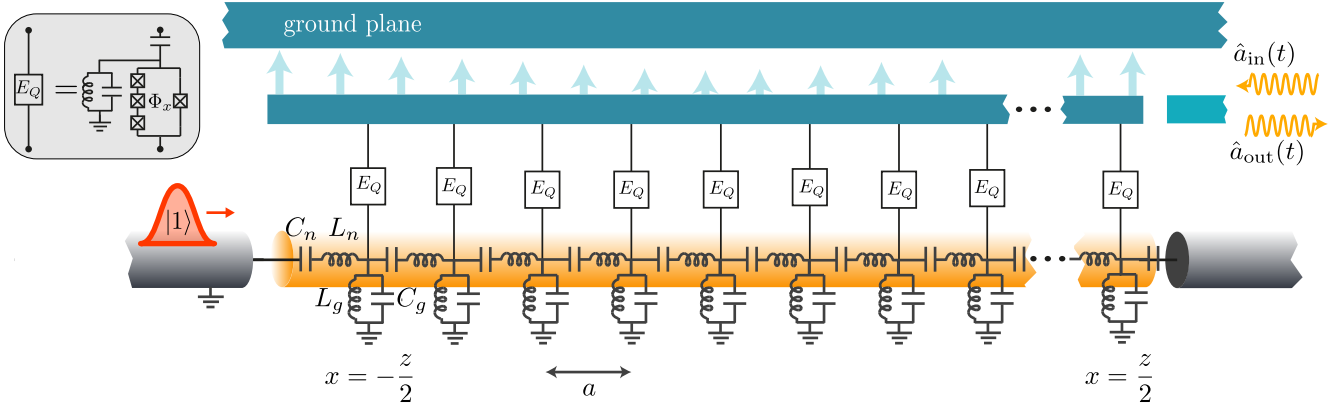 ground plane
E_Q = Φ_x
â_in(t)
â_out(t)
|1⟩
E_Q E_Q E_Q E_Q E_Q E_Q E_Q E_Q E_Q
C_n L_n
L_g C_g
x = -z/2
a
x = z/2